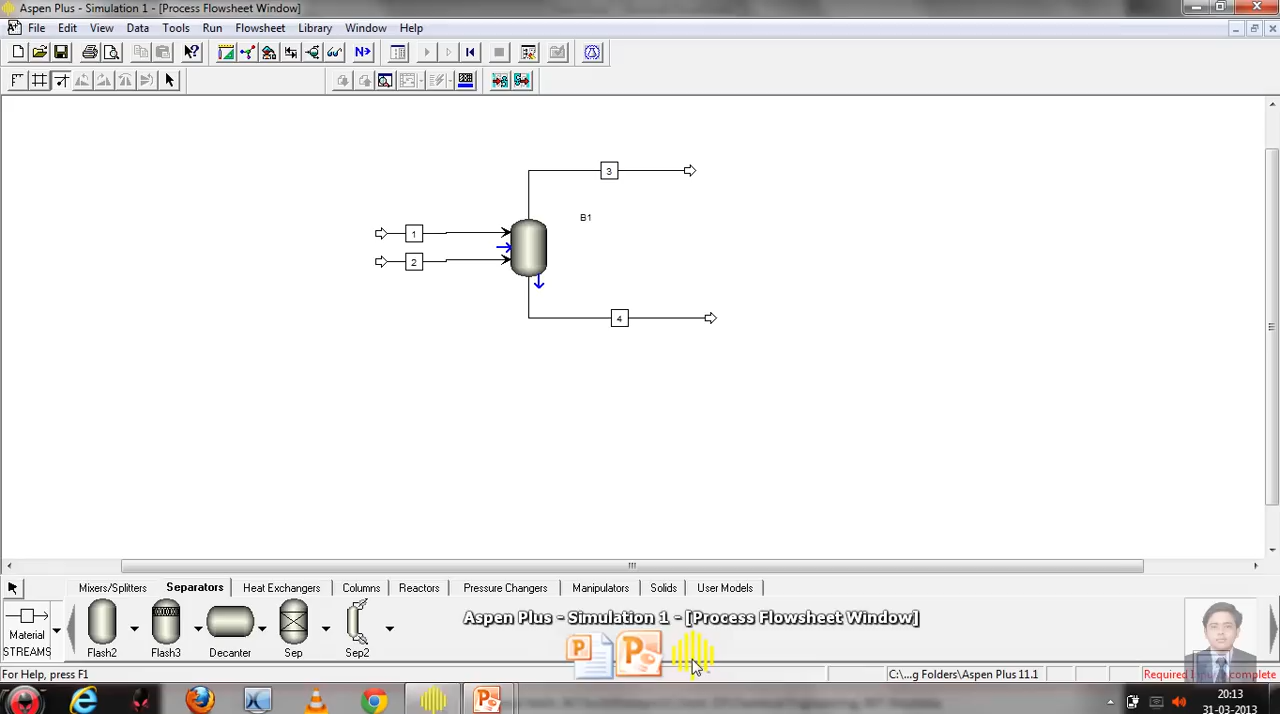 Aspen Plus - Simulation 1 - [Process Flowsheet Window]
File Edit View Data Tools Run Flowsheet Library Window Help
N>
3
B1
1
2
4
Mixers/Splitters Separators Heat Exchangers Columns Reactors Pressure Changers Manipulators Solids User Models
Material
STREAMS
Flash2 Flash3 Decanter Sep Sep2
Aspen Plus - Simulation 1 - [Process Flowsheet Window]
For Help, press F1
C:\...g Folders\Aspen Plus 11.1
Required
complete
20:13
31-03-2013